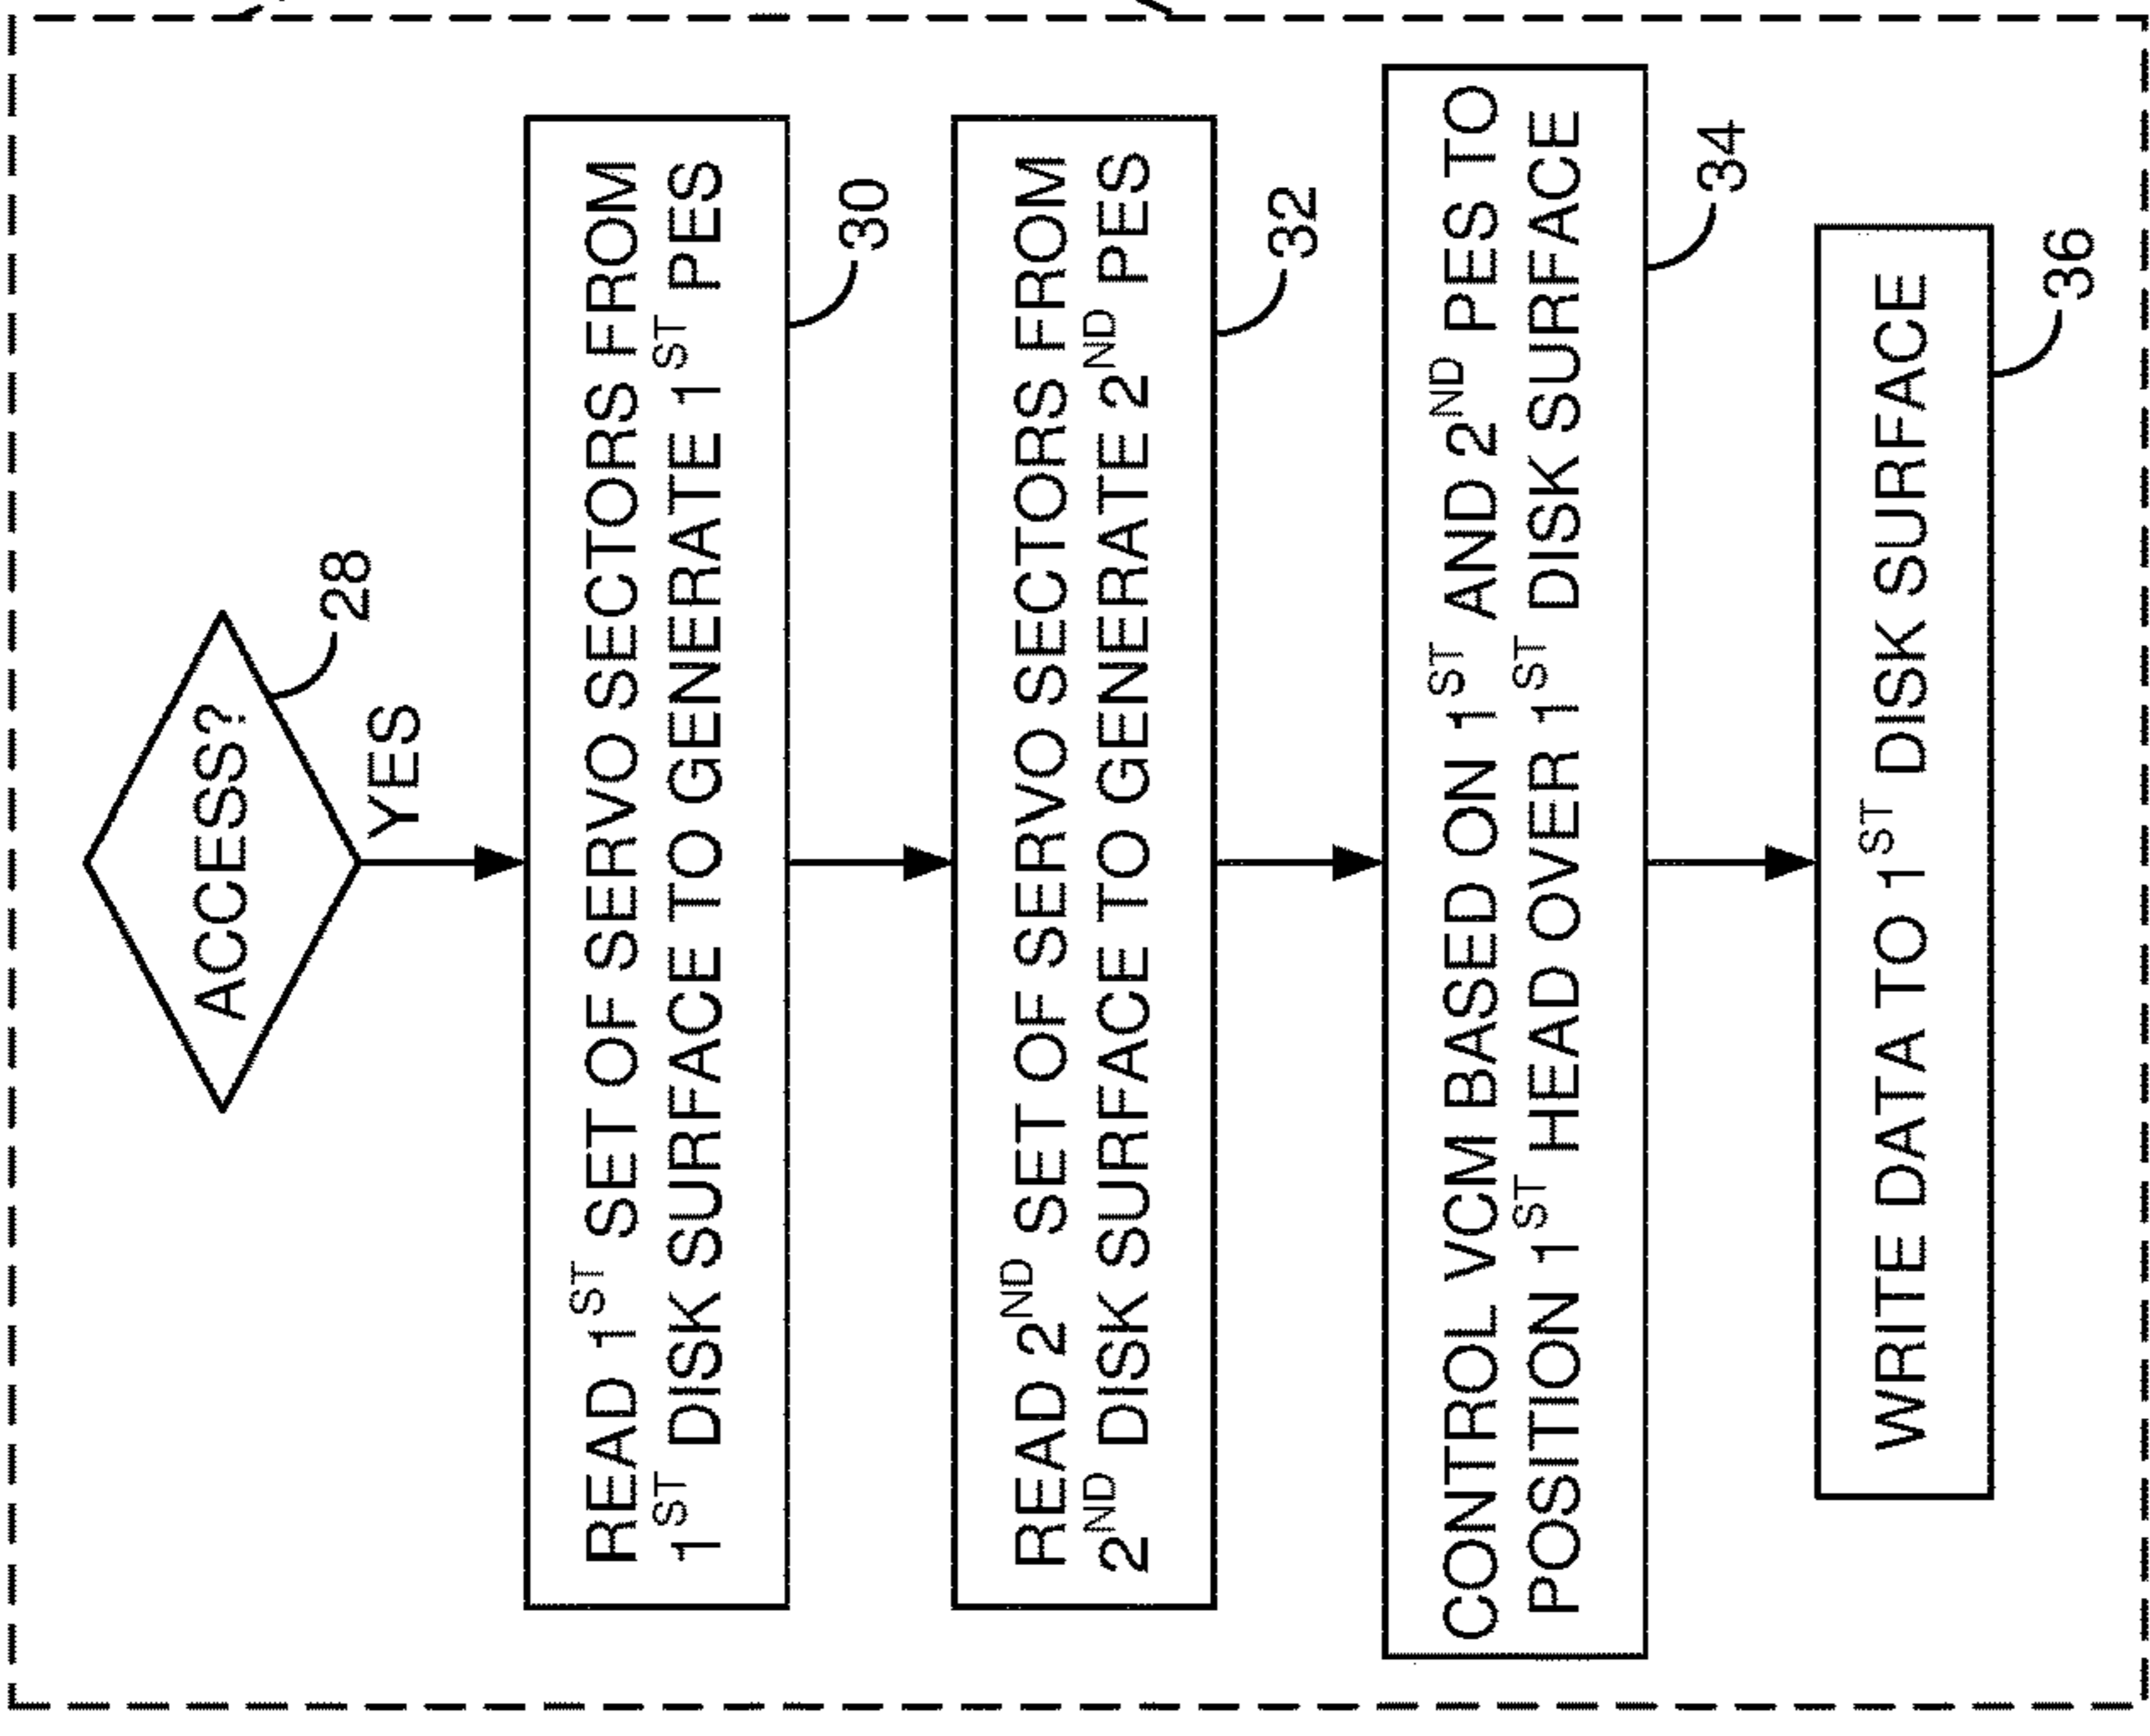 ACCESS?
28
YES
READ 1ST SET OF SERVO SECTORS FROM
1ST DISK SURFACE TO GENERATE 1ST PES
30
READ 2ND SET OF SERVO SECTORS FROM
2ND DISK SURFACE TO GENERATE 2ND PES
32
CONTROL VCM BASED ON 1ST AND 2ND PES TO
POSITION 1ST HEAD OVER 1ST DISK SURFACE
34
WRITE DATA TO 1ST DISK SURFACE
36